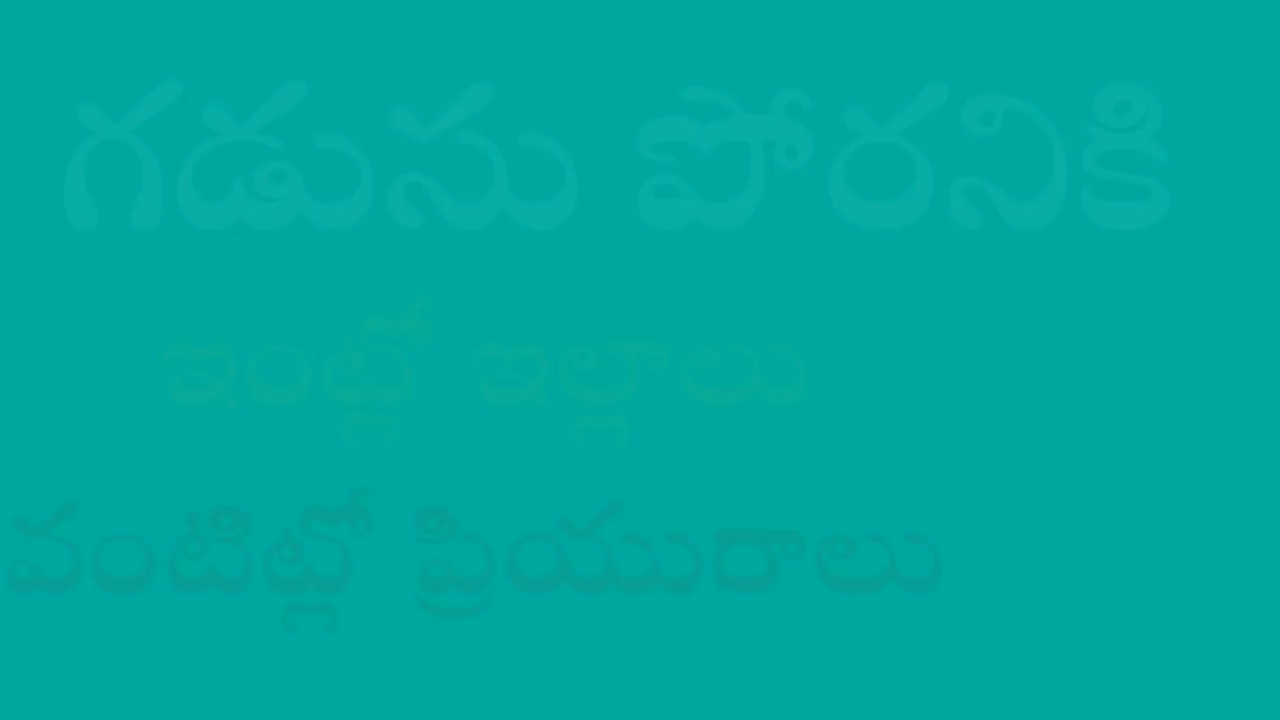 గడును పోరనికి
ఇంట్లో ఇల్లాలు
వంటిట్లో ప్రియురాలు